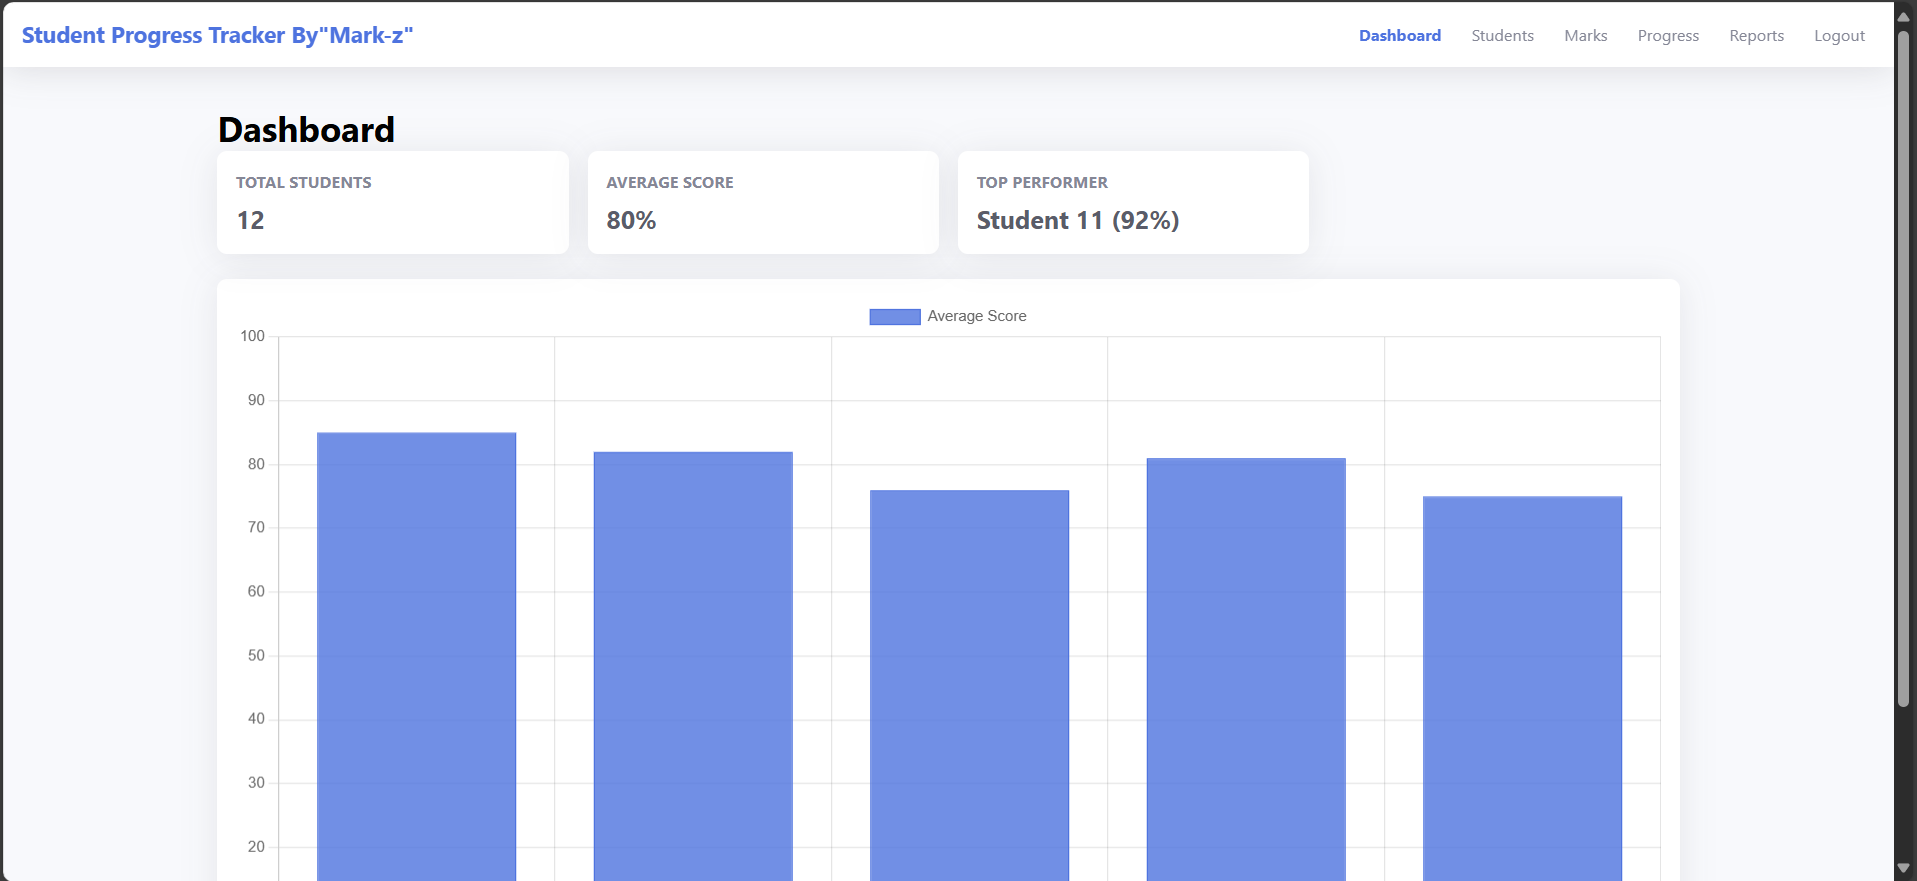 Student Progress Tracker By"Mark-z"
Dashboard Students Marks Progress Reports Logout
Dashboard
TOTAL STUDENTS
12
AVERAGE SCORE
80%
TOP PERFORMER
Student 11 (92%)
Average Score
100
90
80
70
60
50
40
30
20